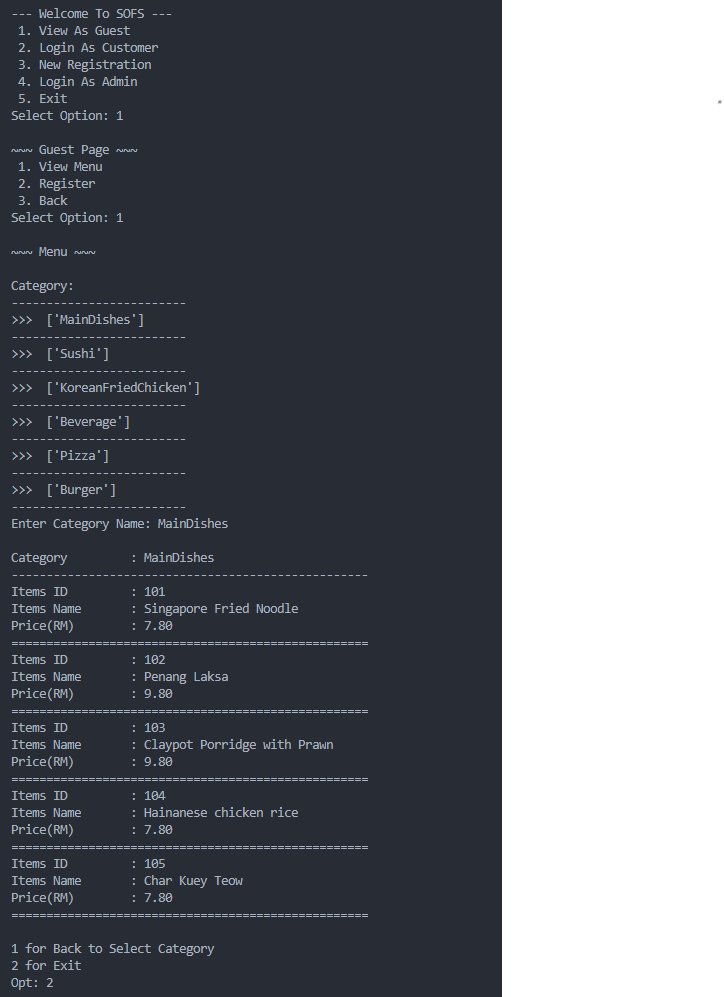 --- Welcome To SOFS ---
1. View As Guest
2. Login As Customer
3. New Registration
4. Login As Admin
5. Exit
Select Option: 1
~~~ Guest Page ~~~
1. View Menu
2. Register
3. Back
Select Option: 1
~~~ Menu ~~~
Category:
-------------------------
>>>  ['MainDishes']
-------------------------
>>>  ['Sushi']
-------------------------
>>>  ['KoreanFriedChicken']
-------------------------
>>>  ['Beverage']
-------------------------
>>>  ['Pizza']
-------------------------
>>>  ['Burger']
-------------------------
Enter Category Name: MainDishes
Category         : MainDishes
---------------------------------------------------
Items ID         : 101
Items Name       : Singapore Fried Noodle
Price(RM)        : 7.80
===================================================
Items ID         : 102
Items Name       : Penang Laksa
Price(RM)        : 9.80
===================================================
Items ID         : 103
Items Name       : Claypot Porridge with Prawn
Price(RM)        : 9.80
===================================================
Items ID         : 104
Items Name       : Hainanese chicken rice
Price(RM)        : 7.80
===================================================
Items ID         : 105
Items Name       : Char Kuey Teow
Price(RM)        : 7.80
===================================================
1 for Back to Select Category
2 for Exit
Opt: 2